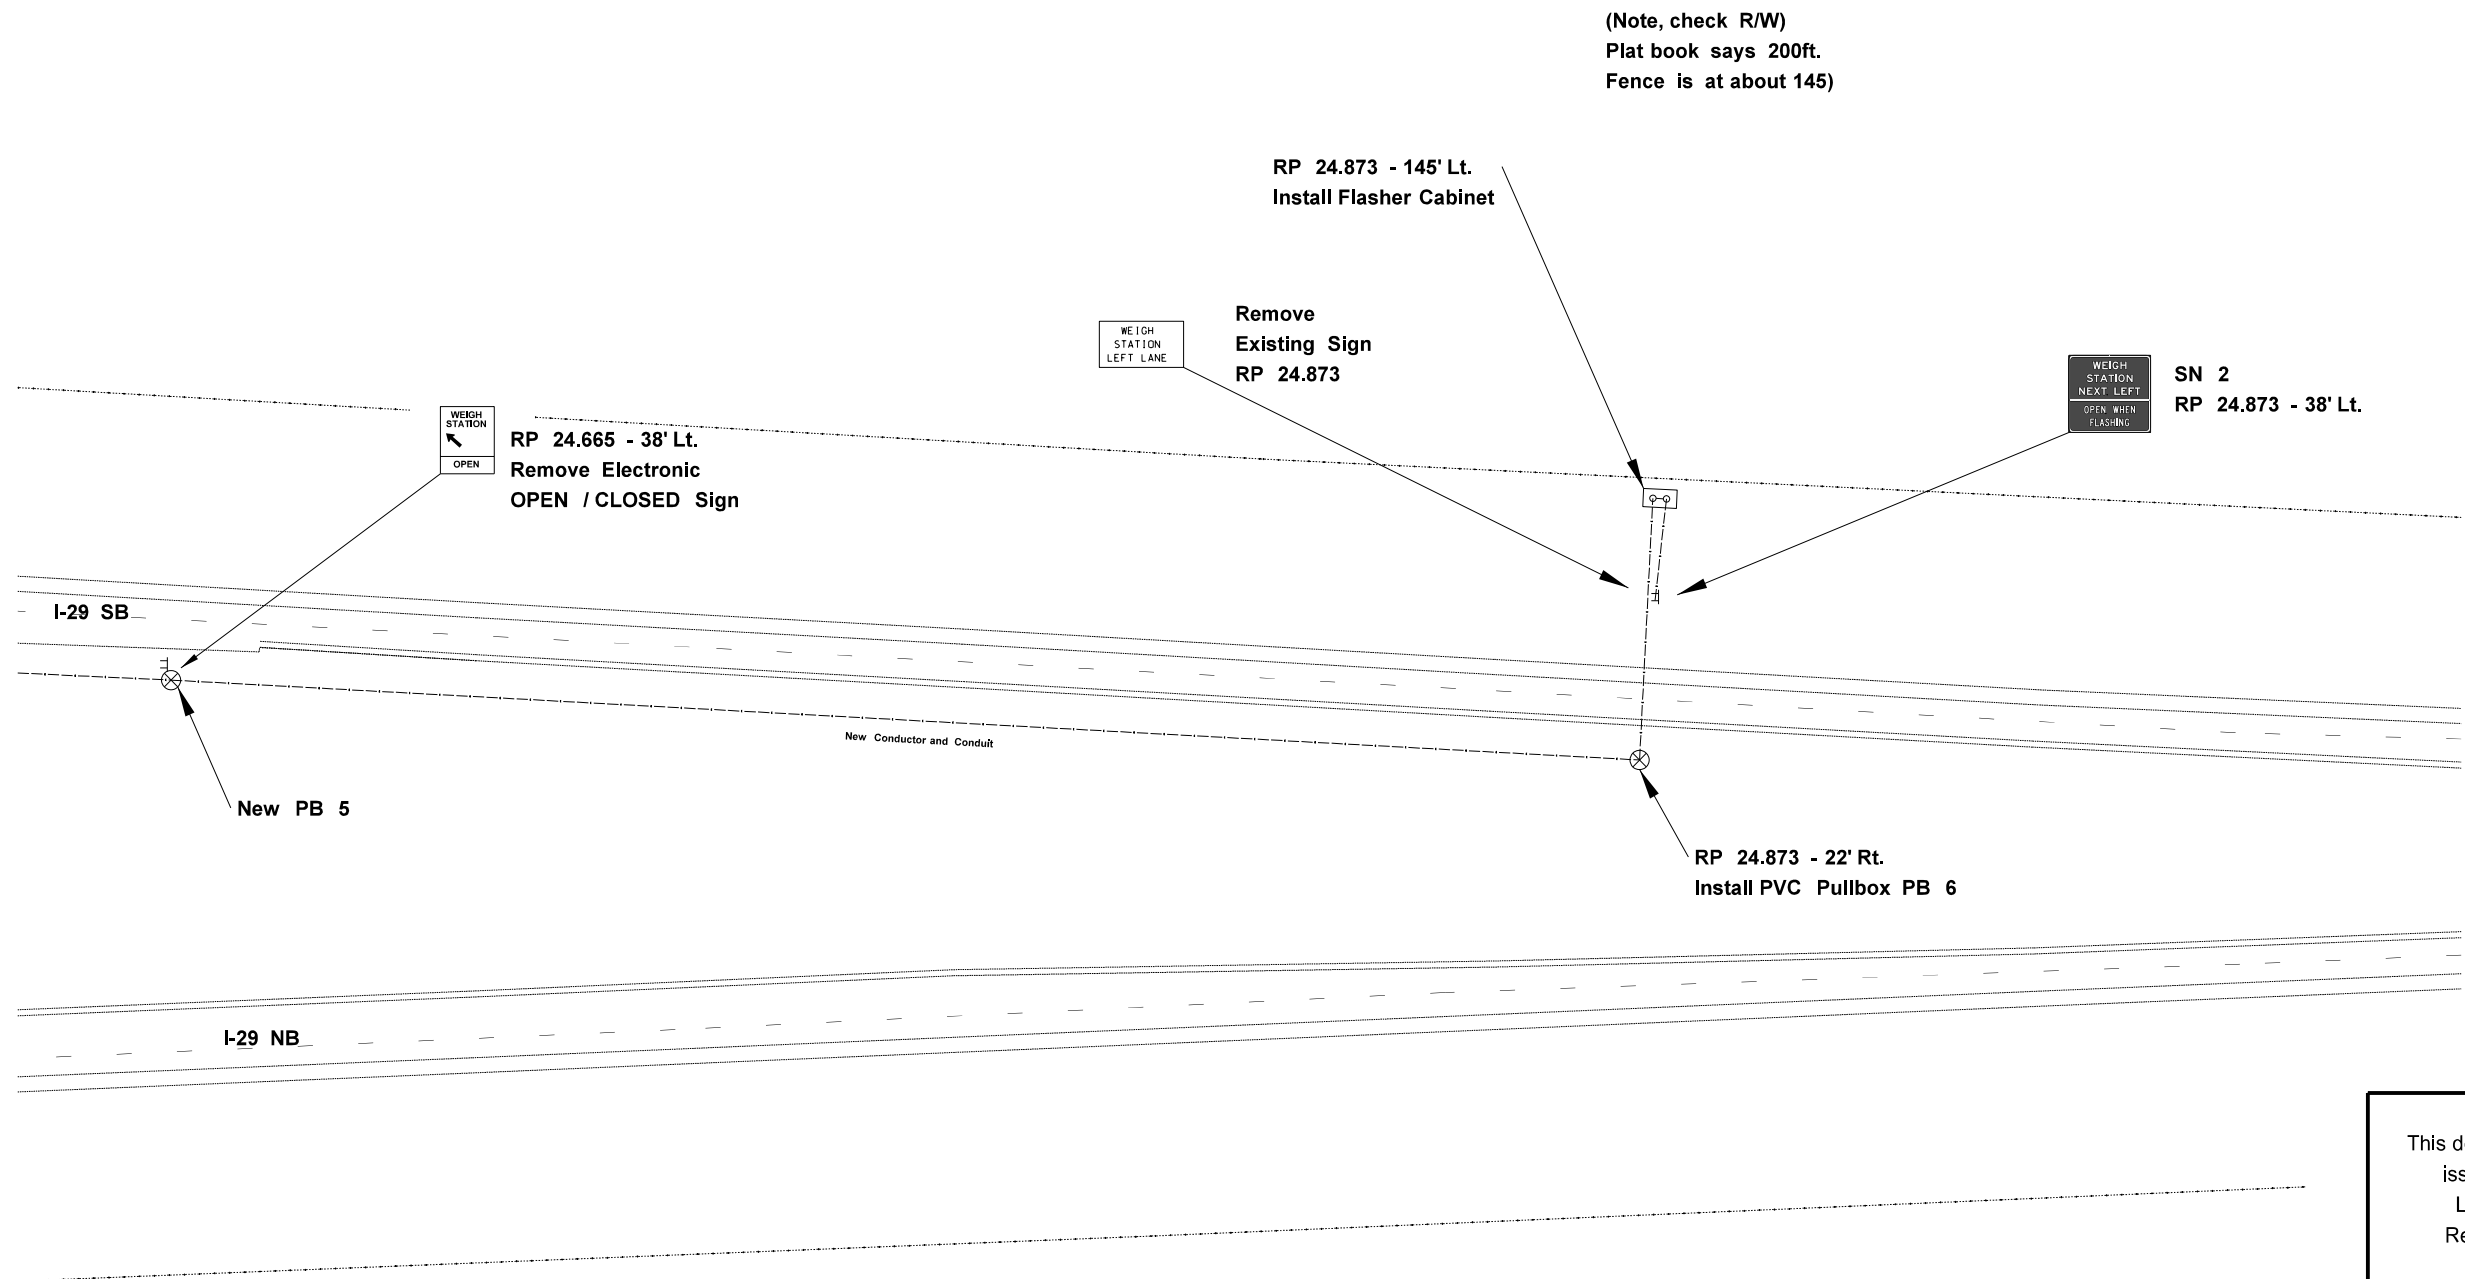 (Note, check R/W)
Plat book says 200ft.
Fence is at about 145)
RP 24.873 - 145' Lt.
Install Flasher Cabinet
WEIGH
STATION
LEFT LANE
Remove
Existing Sign
RP 24.873
WEIGH
STATION
NEXT LEFT
OPEN WHEN
FLASHING
SN 2
RP 24.873 - 38' Lt.
WEIGH
STATION
OPEN
RP 24.665 - 38' Lt.
Remove Electronic
OPEN / CLOSED Sign
I-29 SB
New Conductor and Conduit
New PB 5
RP 24.873 - 22' Rt.
Install PVC Pullbox PB 6
I-29 NB
This d
iss
L
Re